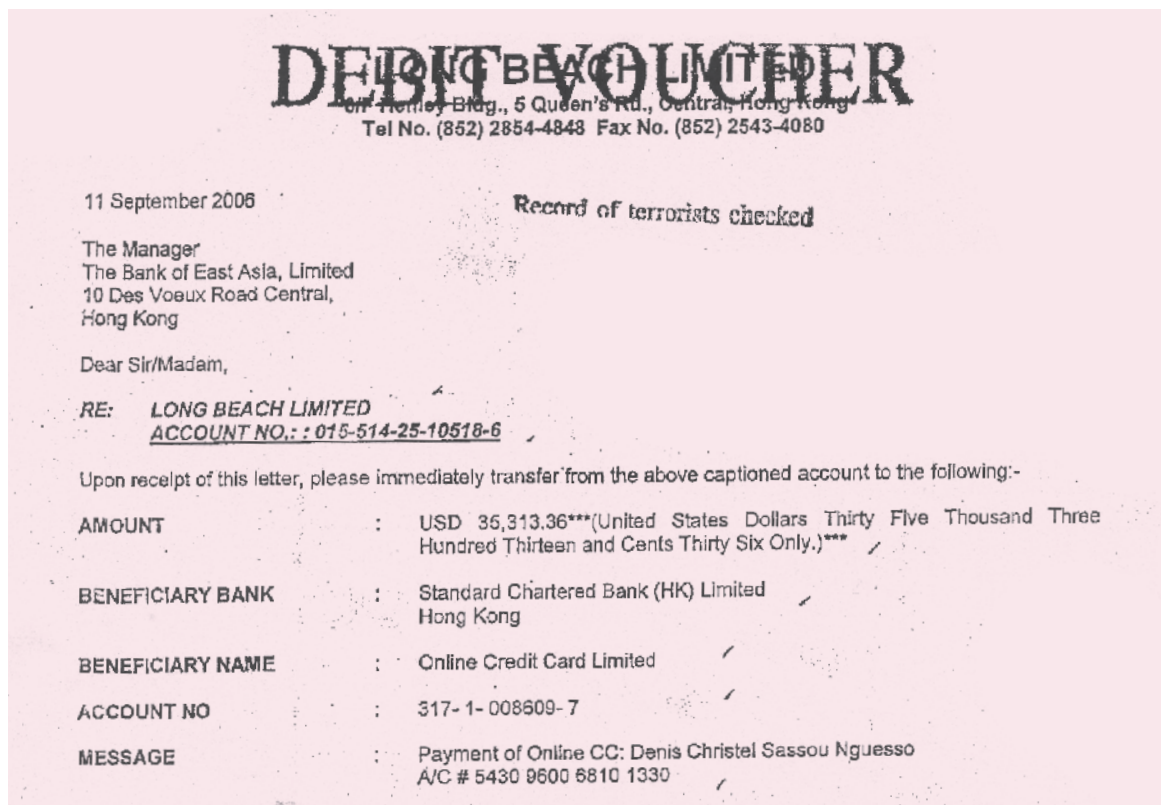 DEBIT VOUCHER
LONG BEACH LIMITED
Henley Bldg., 5 Queen's Rd., Central, Hong Kong
Tel No. (852) 2854-4848 Fax No. (852) 2543-4080
11 September 2006
Record of terrorists checked
The Manager
The Bank of East Asia, Limited
10 Des Voeux Road Central,
Hong Kong
Dear Sir/Madam,
RE: LONG BEACH LIMITED
ACCOUNT NO.: : 015-514-25-10518-6
Upon receipt of this letter, please immediately transfer from the above captioned account to the following:-
AMOUNT : USD 35,313.36***(United States Dollars Thirty Five Thousand Three
Hundred Thirteen and Cents Thirty Six Only.)***
BENEFICIARY BANK : Standard Chartered Bank (HK) Limited
Hong Kong
BENEFICIARY NAME : Online Credit Card Limited
ACCOUNT NO : 317- 1- 008609- 7
MESSAGE : Payment of Online CC: Denis Christel Sassou Nguesso
A/C # 5430 9600 6810 1330